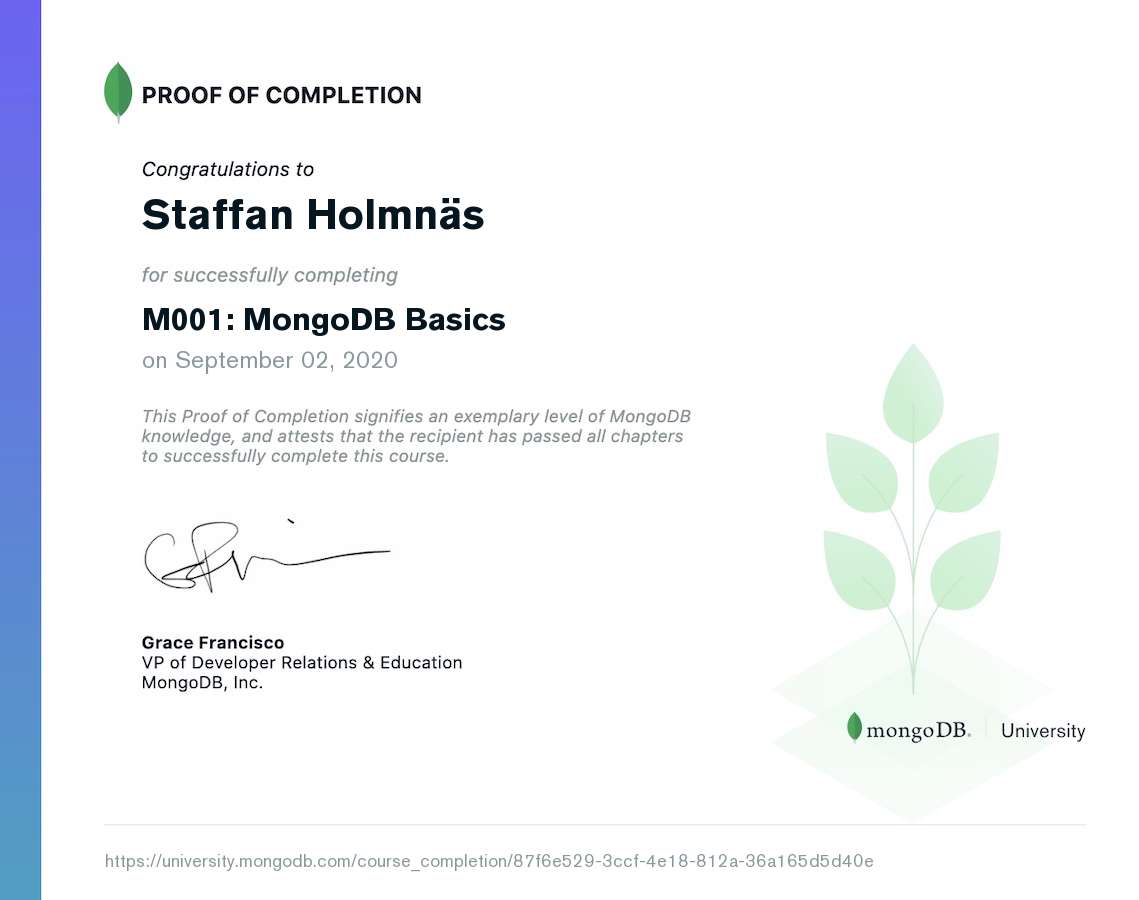 PROOF OF COMPLETION
Congratulations to
Staffan Holmnäs
for successfully completing
M001: MongoDB Basics
on September 02, 2020
This Proof of Completion signifies an exemplary level of MongoDB
knowledge, and attests that the recipient has passed all chapters
to successfully complete this course.
Grace Francisco
VP of Developer Relations & Education
MongoDB, Inc.
mongoDB. University
https://university.mongodb.com/course_completion/87f6e529-3ccf-4e18-812a-36a165d5d40e